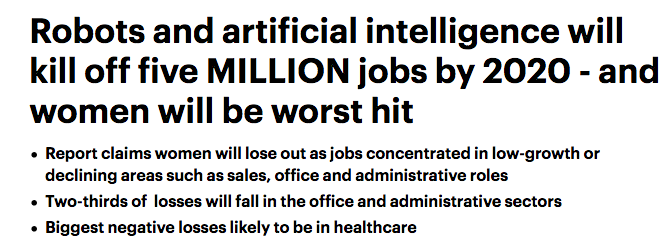 Robots and artificial intelligence will
kill off five MILLION jobs by 2020 - and
women will be worst hit
• Report claims women will lose out as jobs concentrated in low-growth or
declining areas such as sales, office and administrative roles
• Two-thirds of losses will fall in the office and administrative sectors
• Biggest negative losses likely to be in healthcare